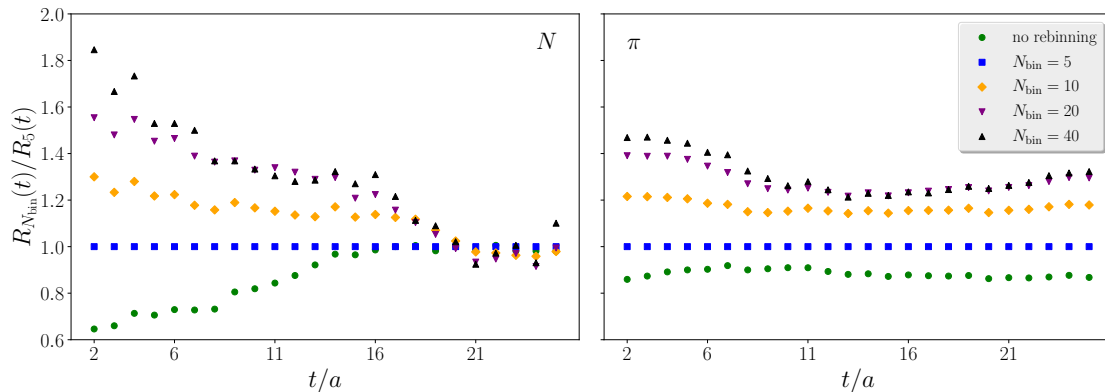 R_{N_bin}(t)/R_5(t)
2.0
1.8
1.6
1.4
1.2
1.0
0.8
0.6
N
2 6 11 16 21
t/a
π
no rebinning
N_bin = 5
N_bin = 10
N_bin = 20
N_bin = 40
2 6 11 16 21
t/a